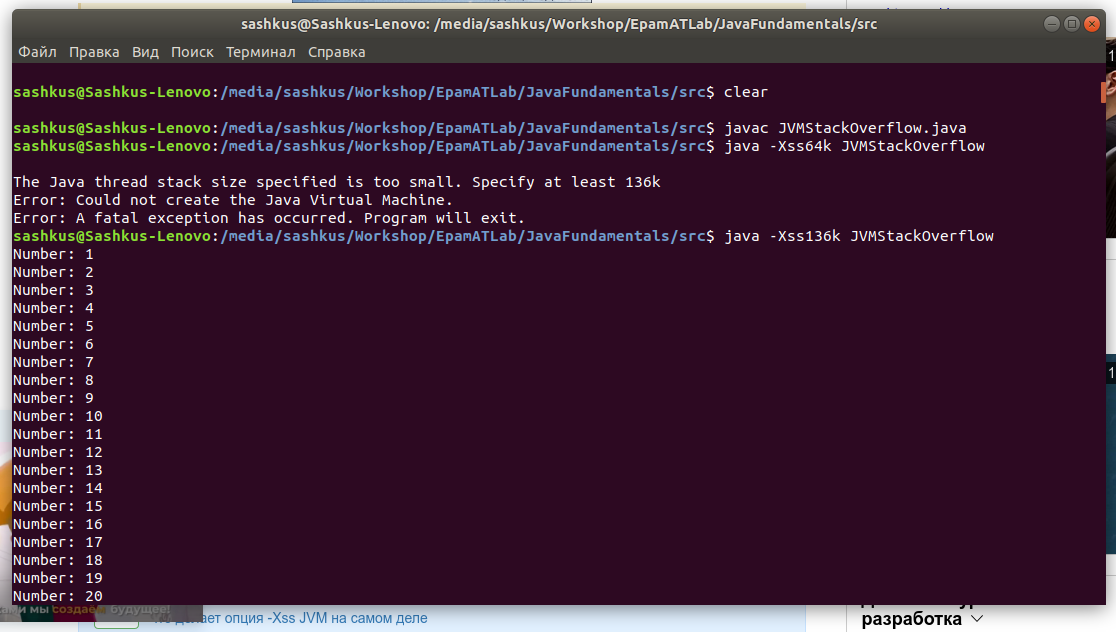 sashkus@Sashkus-Lenovo: /media/sashkus/Workshop/EpamATLab/JavaFundamentals/src
Файл Правка Вид Поиск Терминал Справка
sashkus@Sashkus-Lenovo:/media/sashkus/Workshop/EpamATLab/JavaFundamentals/src$ clear
sashkus@Sashkus-Lenovo:/media/sashkus/Workshop/EpamATLab/JavaFundamentals/src$ javac JVMStackOverflow.java
sashkus@Sashkus-Lenovo:/media/sashkus/Workshop/EpamATLab/JavaFundamentals/src$ java -Xss64k JVMStackOverflow
The Java thread stack size specified is too small. Specify at least 136k
Error: Could not create the Java Virtual Machine.
Error: A fatal exception has occurred. Program will exit.
sashkus@Sashkus-Lenovo:/media/sashkus/Workshop/EpamATLab/JavaFundamentals/src$ java -Xss136k JVMStackOverflow
Number: 1
Number: 2
Number: 3
Number: 4
Number: 5
Number: 6
Number: 7
Number: 8
Number: 9
Number: 10
Number: 11
Number: 12
Number: 13
Number: 14
Number: 15
Number: 16
Number: 17
Number: 18
Number: 19
Number: 20
мы создаём будущее!
делает опция -Xss JVM на самом деле
разработка
1
1